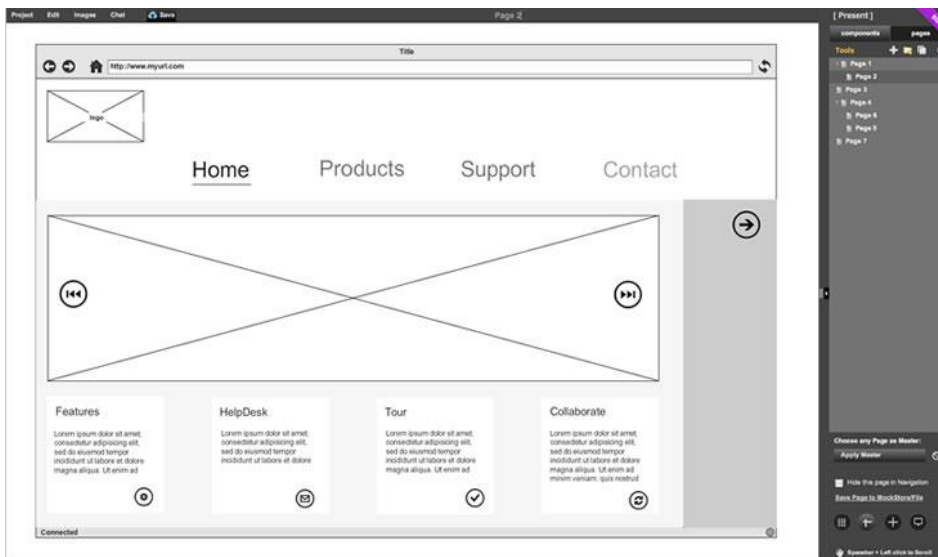 Project Edit Images Chat Save
Page 2
[ Present ]
components pages
Tools
Page 1
Page 2
Page 3
Page 4
Page 6
Page 5
Page 7
Title
http://www.myurl.com
logo
Home Products Support Contact
Features
Lorem ipsum dolor sit amet,
consectetur adipisicing elit,
sed do eiusmod tempor
incididunt ut labore et dolore
magna aliqua. Ut enim ad
HelpDesk
Lorem ipsum dolor sit amet,
consectetur adipisicing elit,
sed do eiusmod tempor
incididunt ut labore et dolore
Tour
Lorem ipsum dolor sit amet,
consectetur adipisicing elit,
sed do eiusmod tempor
incididunt ut labore et dolore
magna aliqua. Ut enim ad
Collaborate
Lorem ipsum dolor sit amet,
consectetur adipisicing elit,
sed do eiusmod tempor
incididunt ut labore et dolore
magna aliqua. Ut enim ad
minim veniam, quis nostrud
Connected
Choose any Page as Master:
Apply Master
Hide this page in Navigation
Save Page to MockStore/File
Spacebar + Left click to Scroll